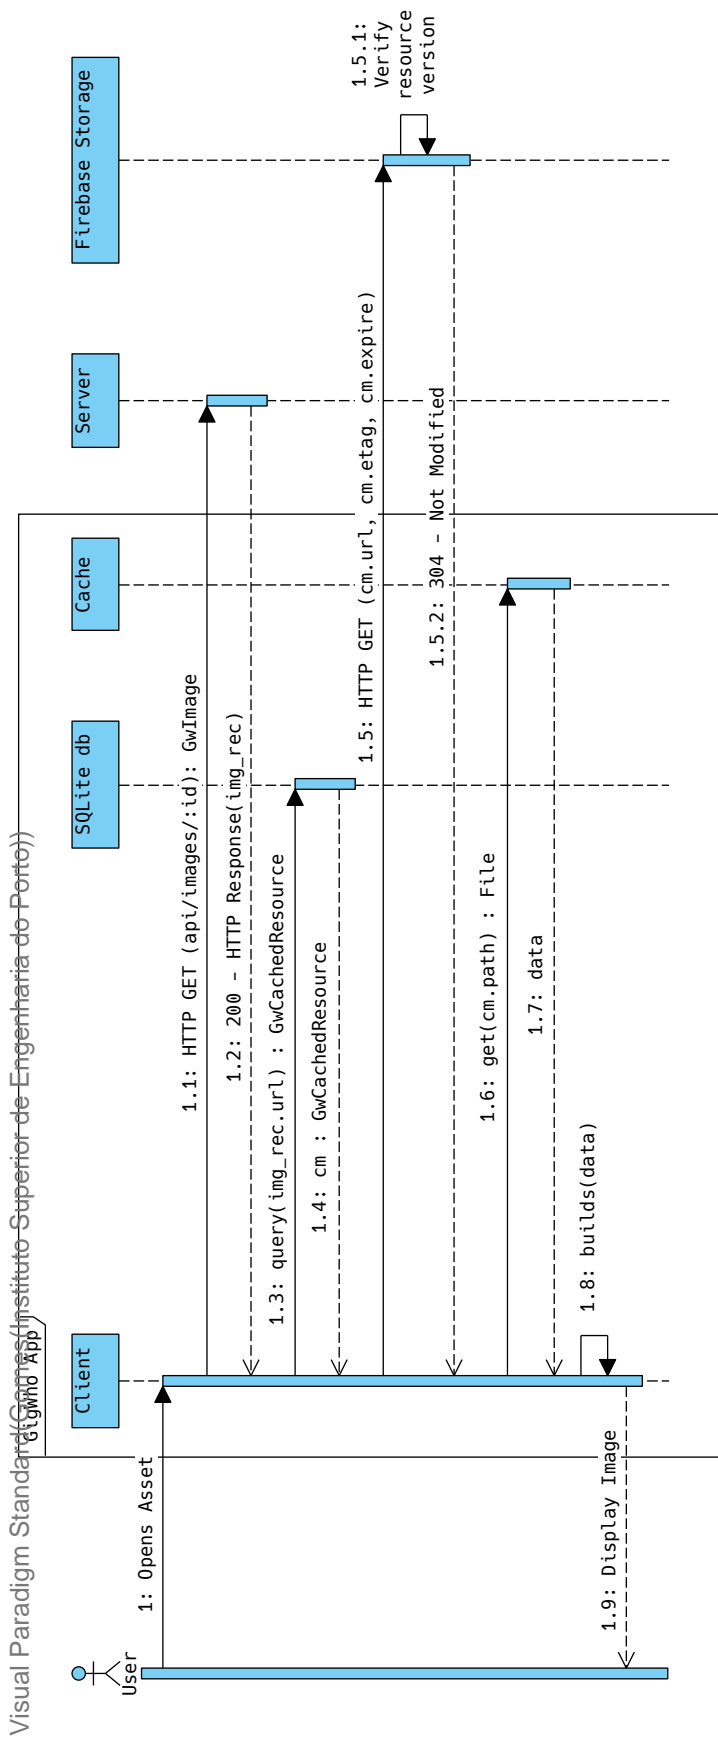 Visual Paradigm Standard(Gomes(Instituto Superior de Engenharia do Porto))
Gigwho App
User
Client
SQLite db
Cache
Server
Firebase Storage
1: Opens Asset
1.1: HTTP GET (api/images/:id): GwImage
1.2: 200 - HTTP Response(img_rec)
1.3: query(img_rec.url) : GwCachedResource
1.4: cm : GwCachedResource
1.5: HTTP GET (cm.url, cm.etag, cm.expire)
1.5.1:
Verify
resource
version
1.5.2: 304 - Not Modified
1.6: get(cm.path) : File
1.7: data
1.8: builds(data)
1.9: Display Image